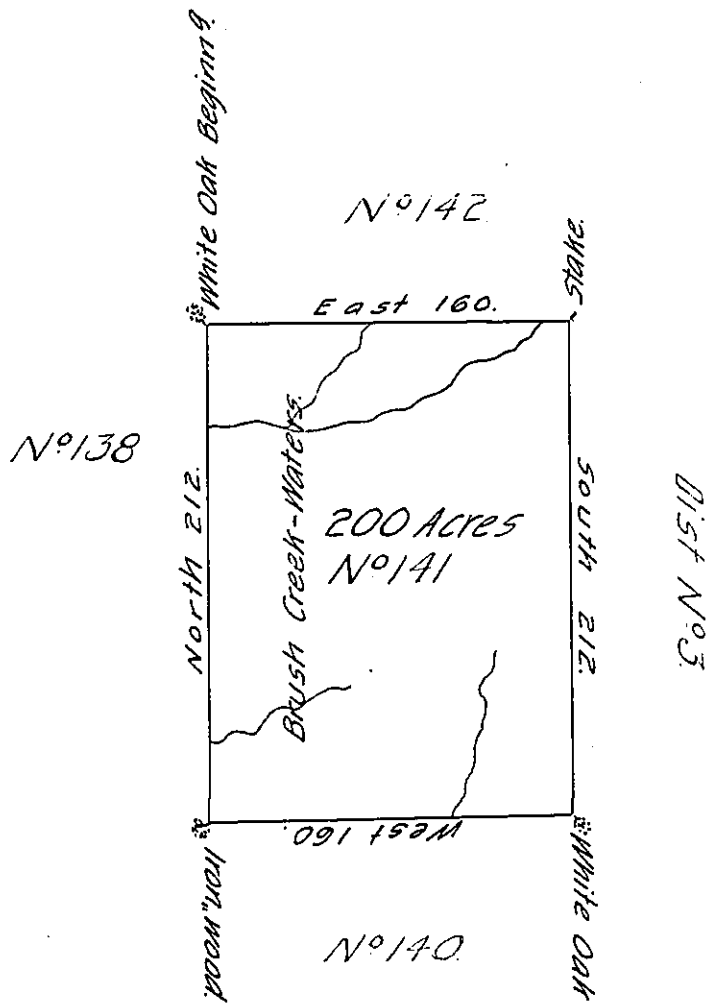 White Oak Beginng.
Nº 142
Stake.
East 160.
Nº 138
North 212.
Brush Creek-Waters.
200 Acres
Nº 141
South 212.
Dist Nº 3.
West 160.
Iron,,wood.
White Oak
Nº 140.